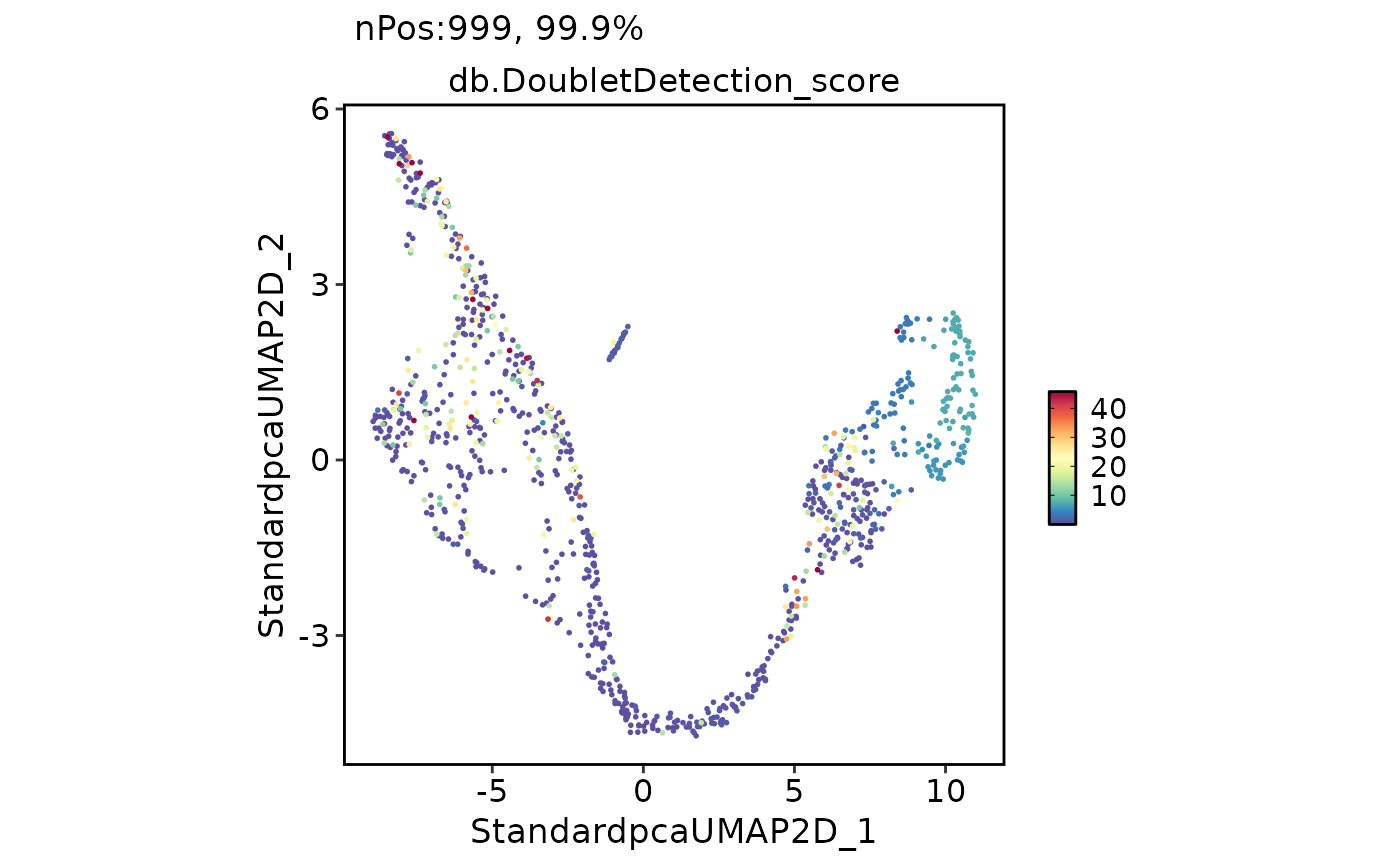 nPos:999, 99.9%
db.DoubletDetection_score
6
3
0
-3
StandardpcaUMAP2D_2
-5 0 5 10
StandardpcaUMAP2D_1
40
30
20
10